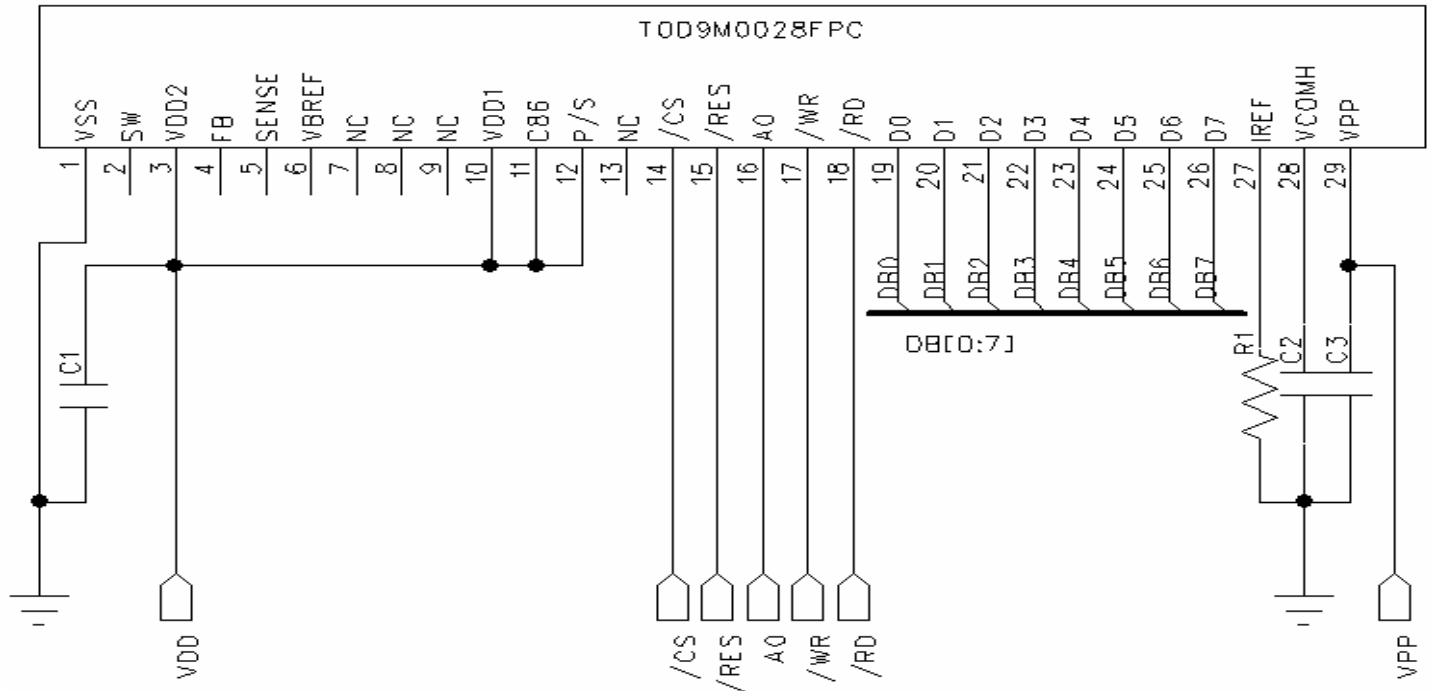 TOD9M0028FPC
VSS
SW
VDD2
FB
SENSE
VBREF
NC
NC
NC
VDD1
C86
P/S
NC
/CS
/RES
A0
/WR
/RD
D0
D1
D2
D3
D4
D5
D6
D7
IREF
VCOMH
VPP
1
2
3
4
5
6
7
8
9
10
11
12
13
14
15
16
17
18
19
20
21
22
23
24
25
26
27
28
29
DB0
DB1
DB2
DB3
DB4
DB5
DB6
DB7
DB[0:7]
C1
R1
C2
C3
VDD
/CS
/RES
A0
/WR
/RD
VPP